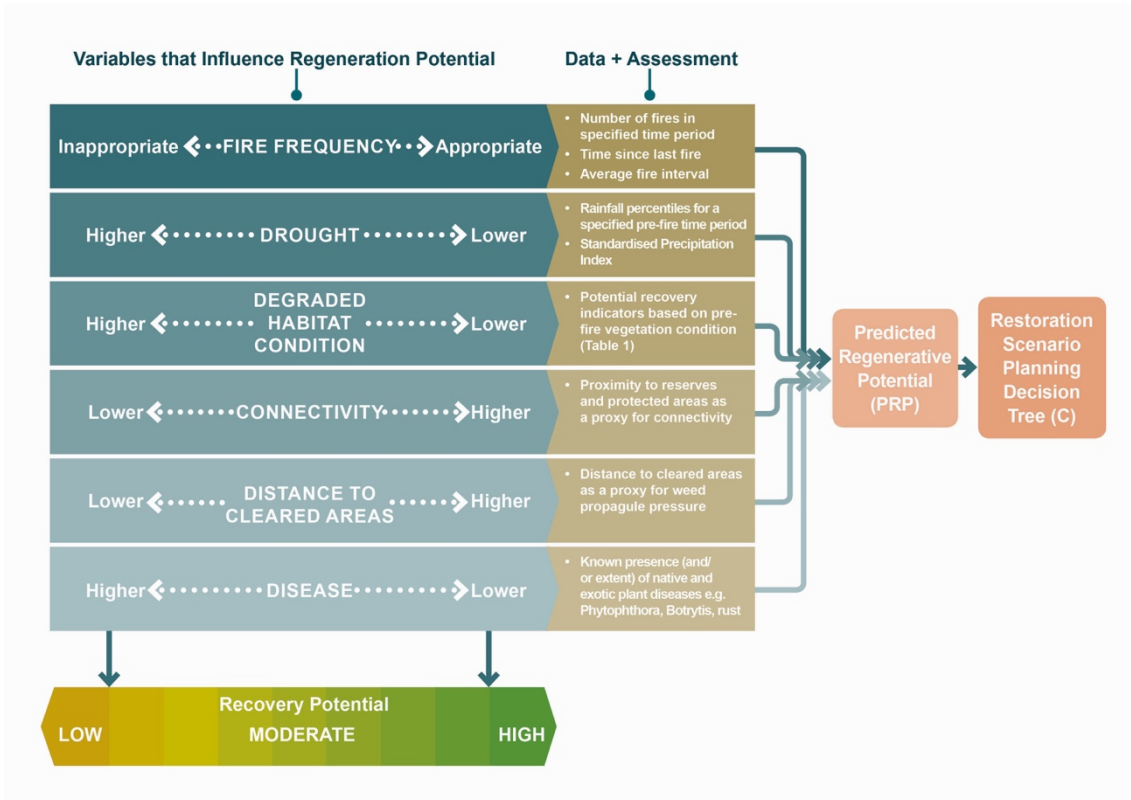 Variables that Influence Regeneration Potential
Data + Assessment
Inappropriate FIRE FREQUENCY Appropriate
• Number of fires in
specified time period
• Time since last fire
• Average fire interval
Higher DROUGHT Lower
• Rainfall percentiles for a
specified pre-fire time period
• Standardised Precipitation
Index
Higher
DEGRADED
HABITAT
CONDITION
Lower
• Potential recovery
indicators based on pre-
fire vegetation condition
(Table 1)
Lower CONNECTIVITY Higher
• Proximity to reserves
and protected areas as
a proxy for connectivity
Lower
DISTANCE TO
CLEARED AREAS
Higher
• Distance to cleared areas
as a proxy for weed
propagule pressure
Higher DISEASE Lower
• Known presence (and/
or extent) of native and
exotic plant diseases e.g.
Phytophthora, Botrytis, rust
Predicted
Regenerative
Potential
(PRP)
Restoration
Scenario
Planning
Decision
Tree (C)
Recovery Potential
LOW MODERATE HIGH